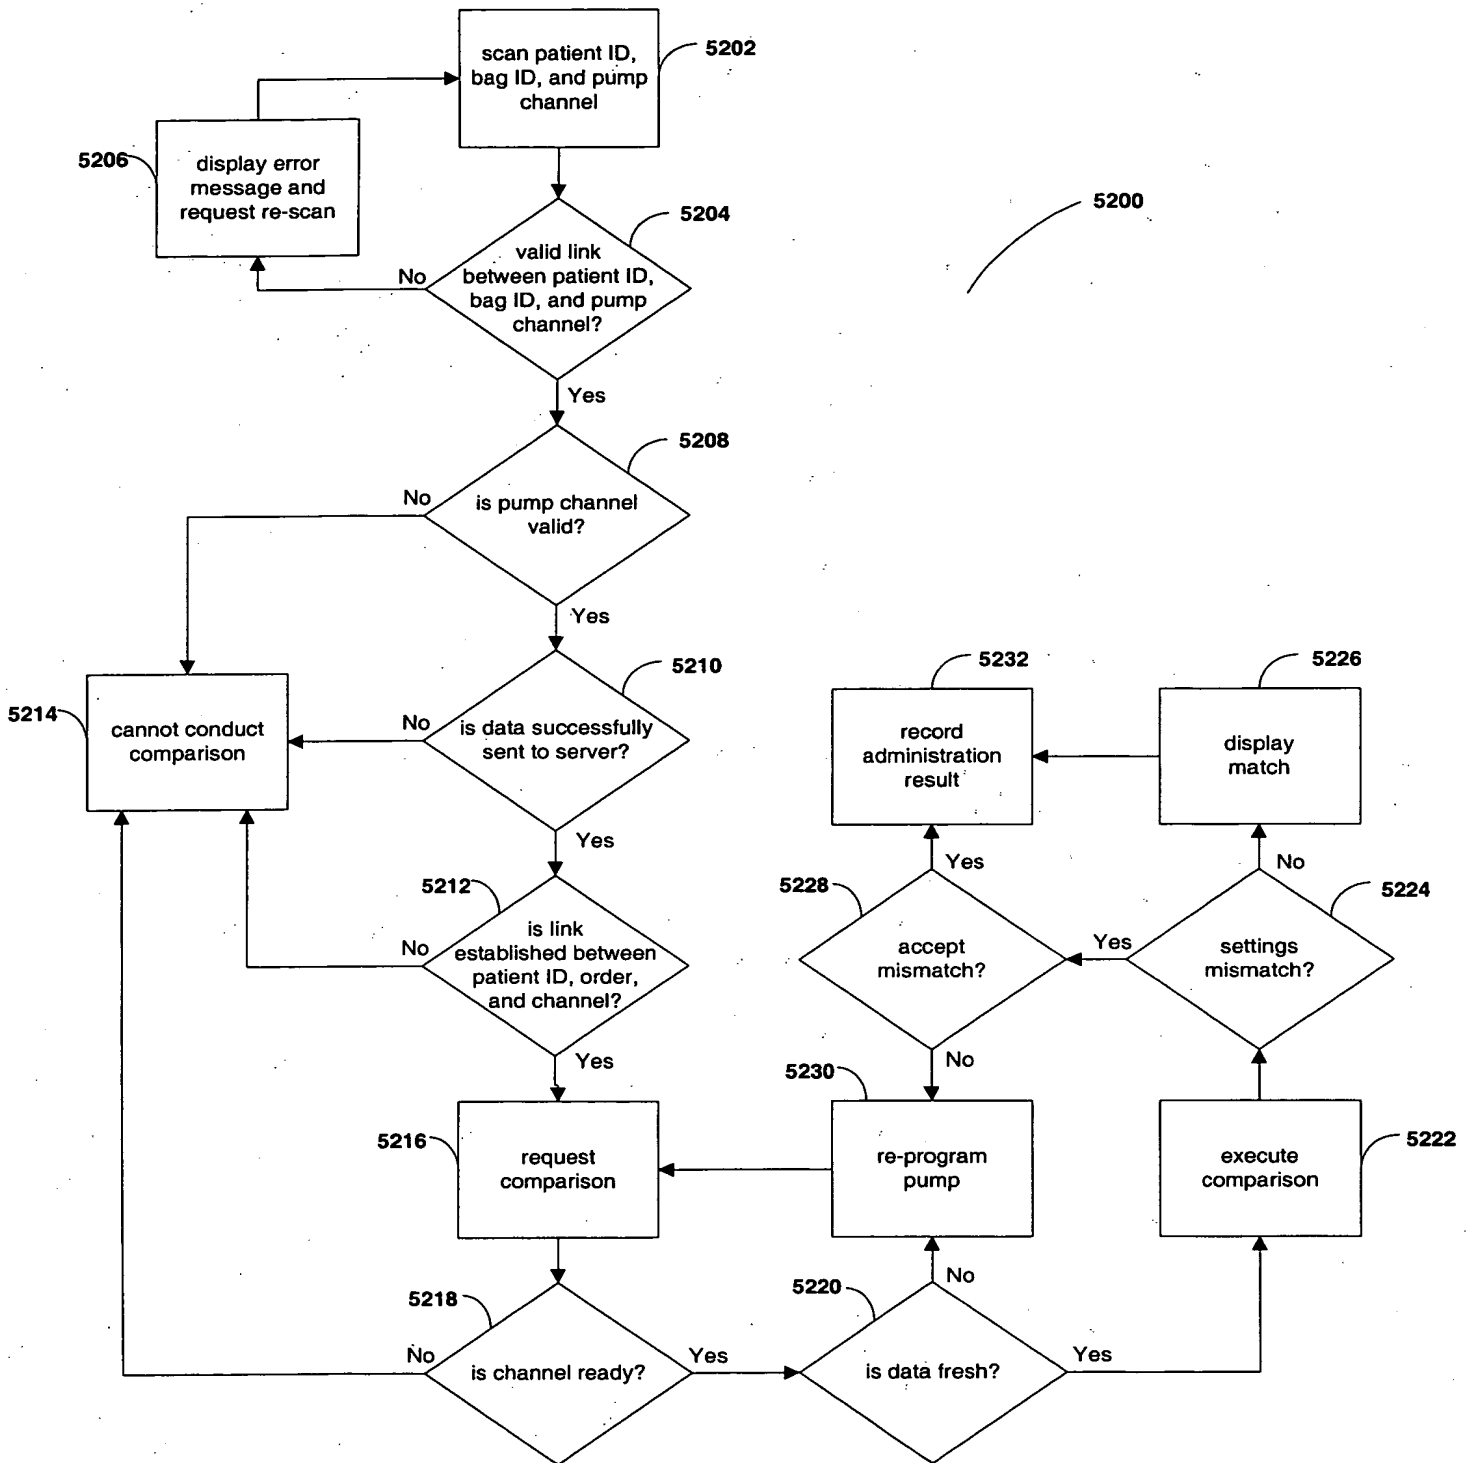 scan patient ID,
bag ID, and pump
channel
5202
display error
message and
request re-scan
5206
valid link
between patient ID,
bag ID, and pump
channel?
5204
5200
No
Yes
is pump channel
valid?
5208
No
Yes
is data successfully
sent to server?
5210
No
Yes
cannot conduct
comparison
5214
is link
established between
patient ID, order,
and channel?
5212
No
Yes
request
comparison
5216
is channel ready?
5218
No
Yes
is data fresh?
5220
No
Yes
re-program
pump
5230
execute
comparison
5222
settings
mismatch?
5224
Yes
No
accept
mismatch?
5228
Yes
No
display
match
5226
record
administration
result
5232